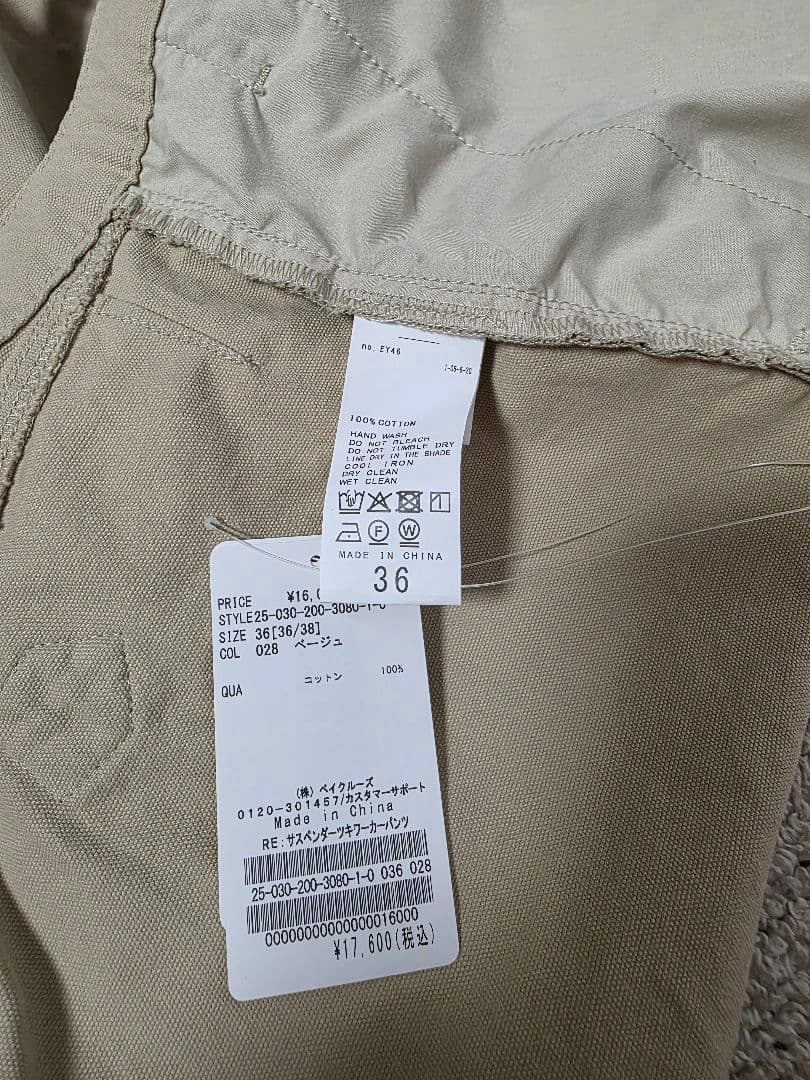 no. EY46
100% COTTON
HAND WASH
DO NOT BLEACH
DO NOT TUMBLE DRY
LINE DRY IN THE SHADE
COOL IRON
DRY CLEAN
WET CLEAN
F
W
MADE IN CHINA
36
PRICE ¥16,0
STYLE25-030-200-3080-1-0
SIZE 36[36/38]
COL 028 ベージュ
QUA コットン 100%
(株) ベイクルーズ
0120-301457/カスタマーサポート
Made in China
RE:サスペンダーツキワーカーパンツ
25-030-200-3080-1-0 036 028
00000000000000016000
¥17,600(税込)